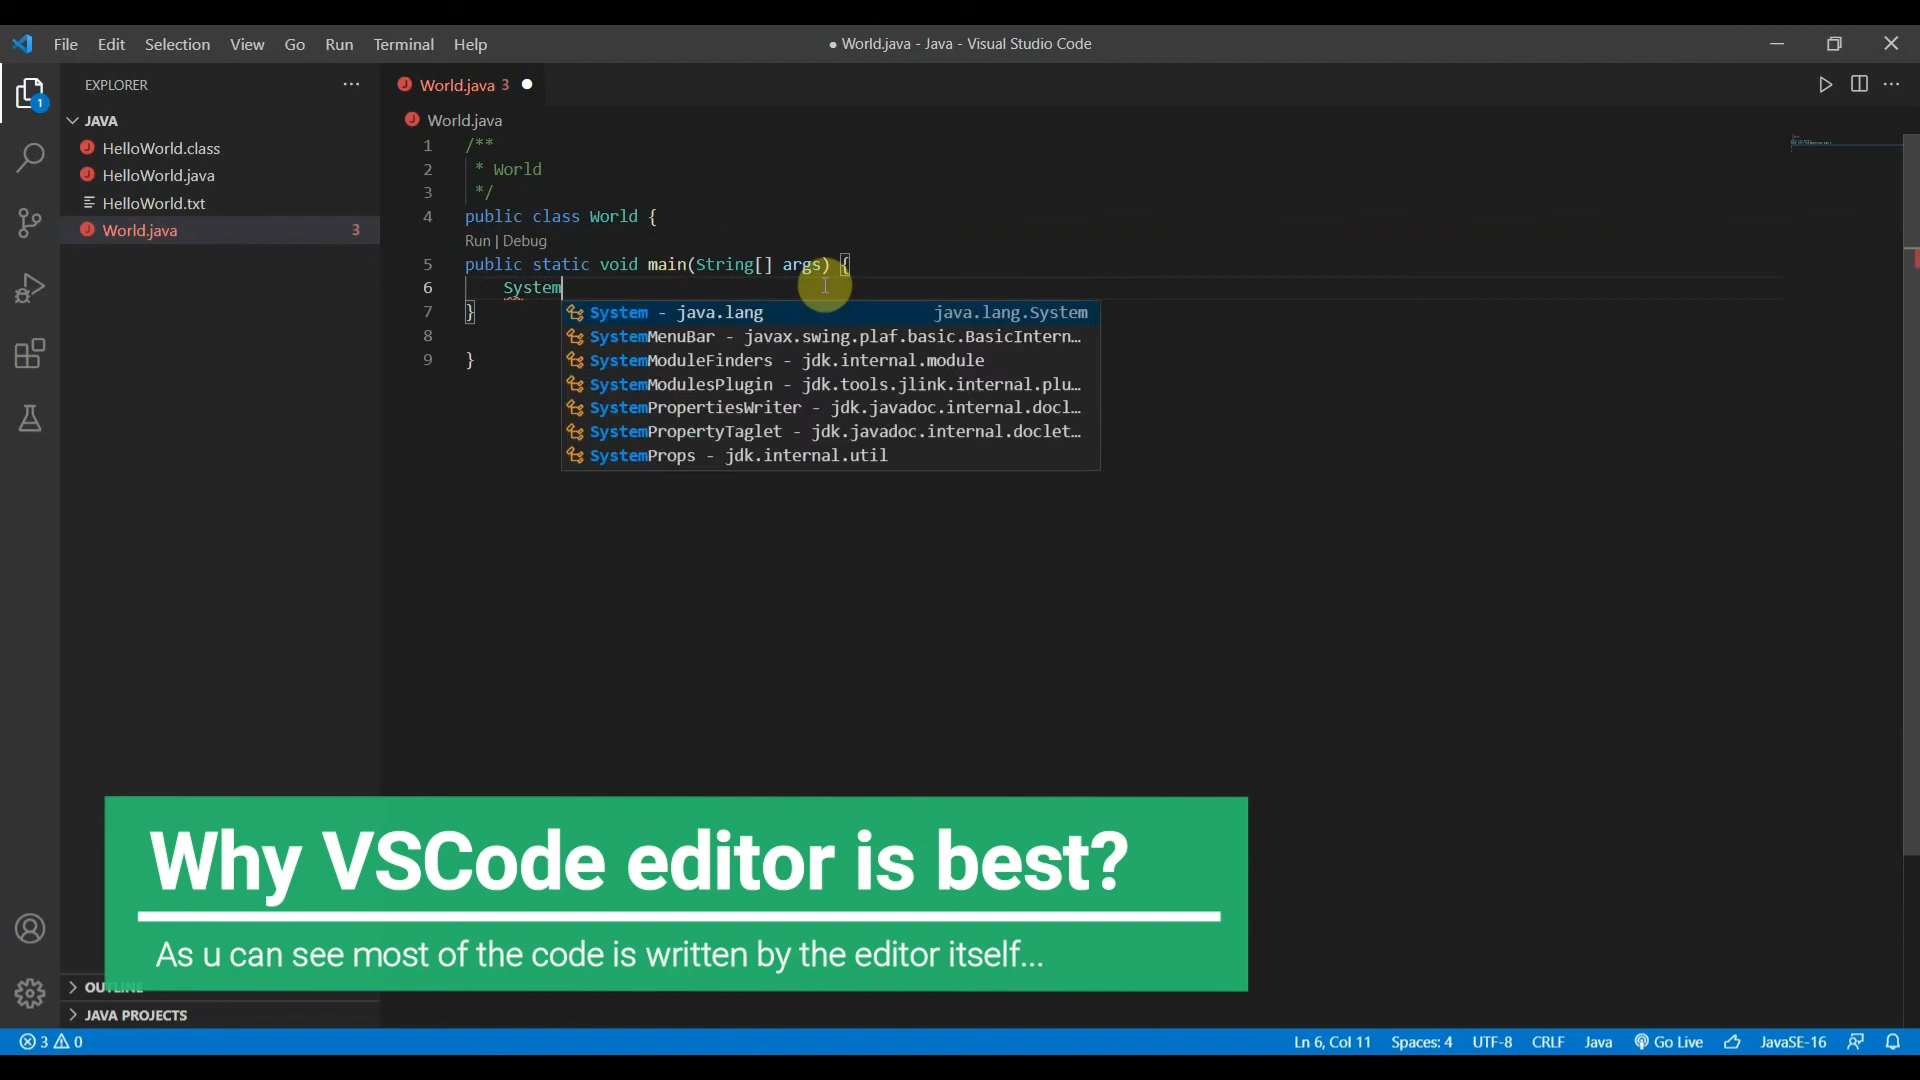 File Edit Selection View Go Run Terminal Help
● World.java - Java - Visual Studio Code
EXPLORER
JAVA
HelloWorld.class
HelloWorld.java
HelloWorld.txt
World.java 3
World.java 3
World.java
1 /**
2 * World
3 */
4 public class World {
Run | Debug
5 public static void main(String[] args) {
6 System
7 }
8
9 }
System - java.lang java.lang.System
SystemMenuBar - javax.swing.plaf.basic.BasicIntern...
SystemModuleFinders - jdk.internal.module
SystemModulesPlugin - jdk.tools.jlink.internal.plu...
SystemPropertiesWriter - jdk.javadoc.internal.docl...
SystemPropertyTaglet - jdk.javadoc.internal.doclet...
SystemProps - jdk.internal.util
1
Why VSCode editor is best?
As u can see most of the code is written by the editor itself...
OUTLINE
JAVA PROJECTS
3 0
Ln 6, Col 11 Spaces: 4 UTF-8 CRLF Java Go Live JavaSE-16